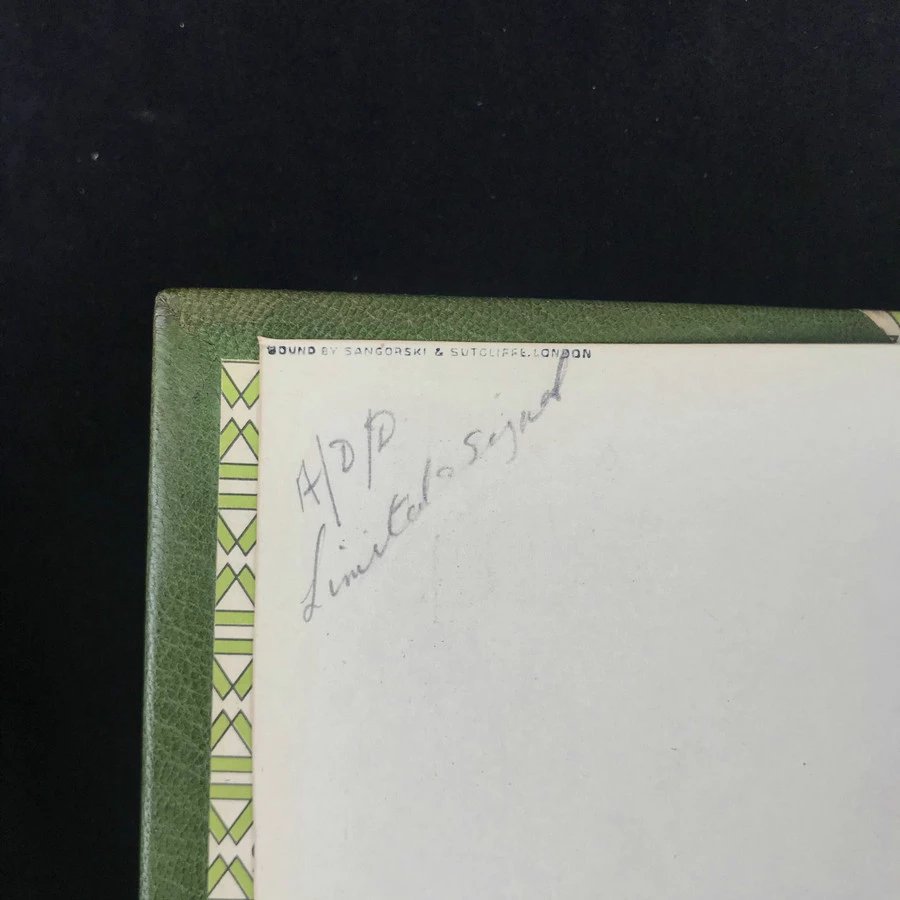 BOUND BY SANGORSKI & SUTCLIFFE. LONDON
A/D/D
Limited & Signed